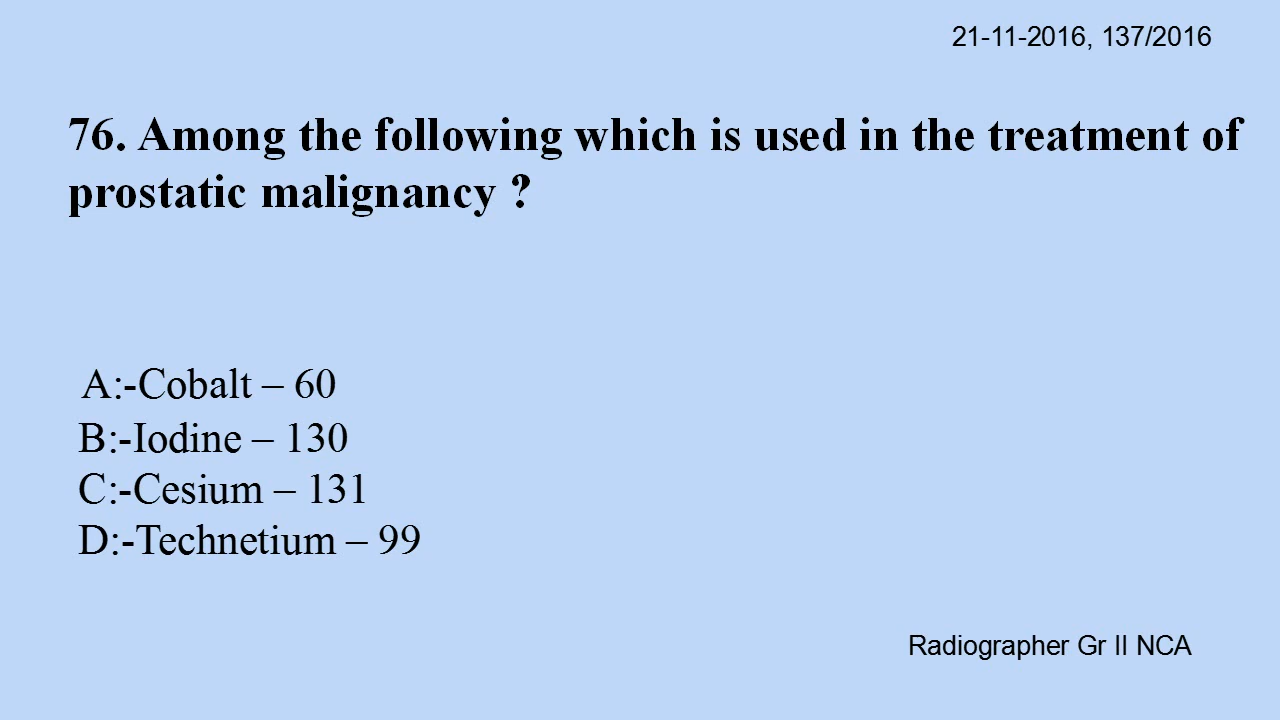 21-11-2016, 137/2016
76. Among the following which is used in the treatment of
prostatic malignancy ?
A:-Cobalt – 60
B:-Iodine – 130
C:-Cesium – 131
D:-Technetium – 99
Radiographer Gr II NCA